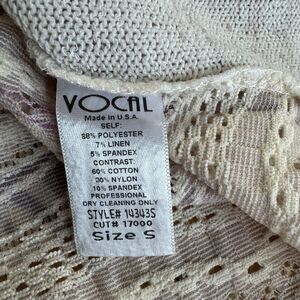 VOCAL
Made in U.S.A.
SELF:
88% POLYESTER
7% LINEN
5% SPANDEX
CONTRAST:
60% COTTON
30% NYLON
10% SPANDEX
PROFESSIONAL
DRY CLEANING ONLY
STYLE# 14343S
CUT# 17000
Size S